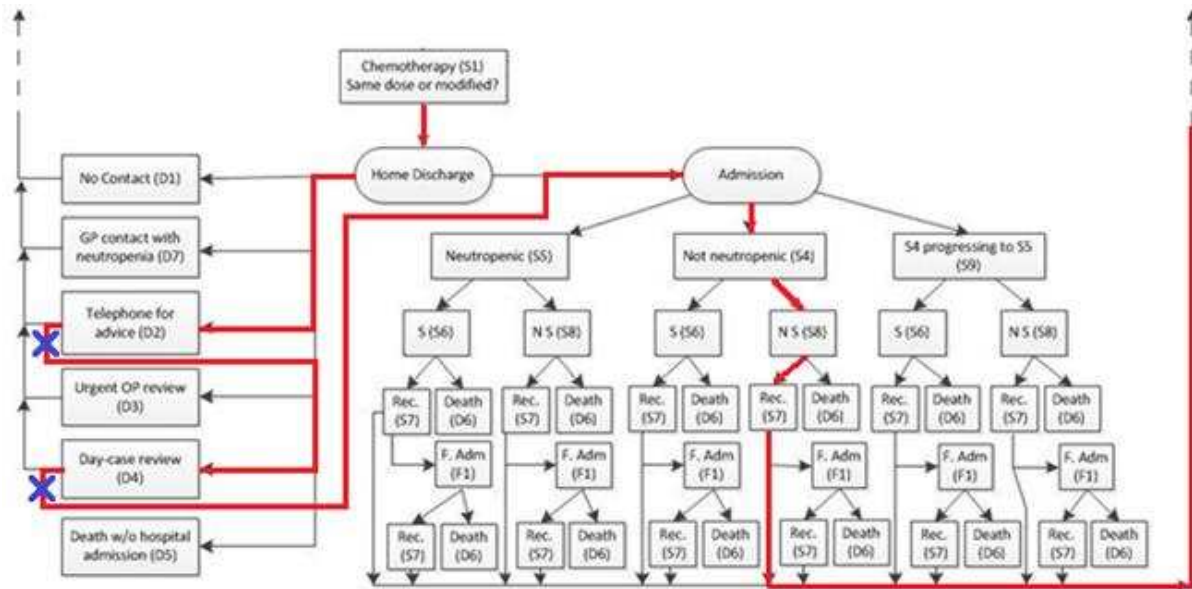 Chemotherapy (S1)
Same dose or modified?
Home Discharge
Admission
No Contact (D1)
GP contact with
neutropenia (D7)
Telephone for
advice (D2)
Urgent OP review
(D3)
Day-case review
(D4)
Death w/o hospital
admission (D5)
Neutropenic (S5)
Not neutropenic (S4)
S4 progressing to S5
(S9)
S (S6)
N S (S8)
S (S6)
N S (S8)
S (S6)
N S (S8)
Rec.
(S7)
Death
(D6)
Rec.
(S7)
Death
(D6)
Rec.
(S7)
Death
(D6)
Rec.
(S7)
Death
(D6)
Rec.
(S7)
Death
(D6)
Rec.
(S7)
Death
(D6)
F. Adm
(F1)
F. Adm
(F1)
F. Adm
(F1)
F. Adm
(F1)
F. Adm
(F1)
F. Adm
(F1)
Rec.
(S7)
Death
(D6)
Rec.
(S7)
Death
(D6)
Rec.
(S7)
Death
(D6)
Rec.
(S7)
Death
(D6)
Rec.
(S7)
Death
(D6)
Rec.
(S7)
Death
(D6)